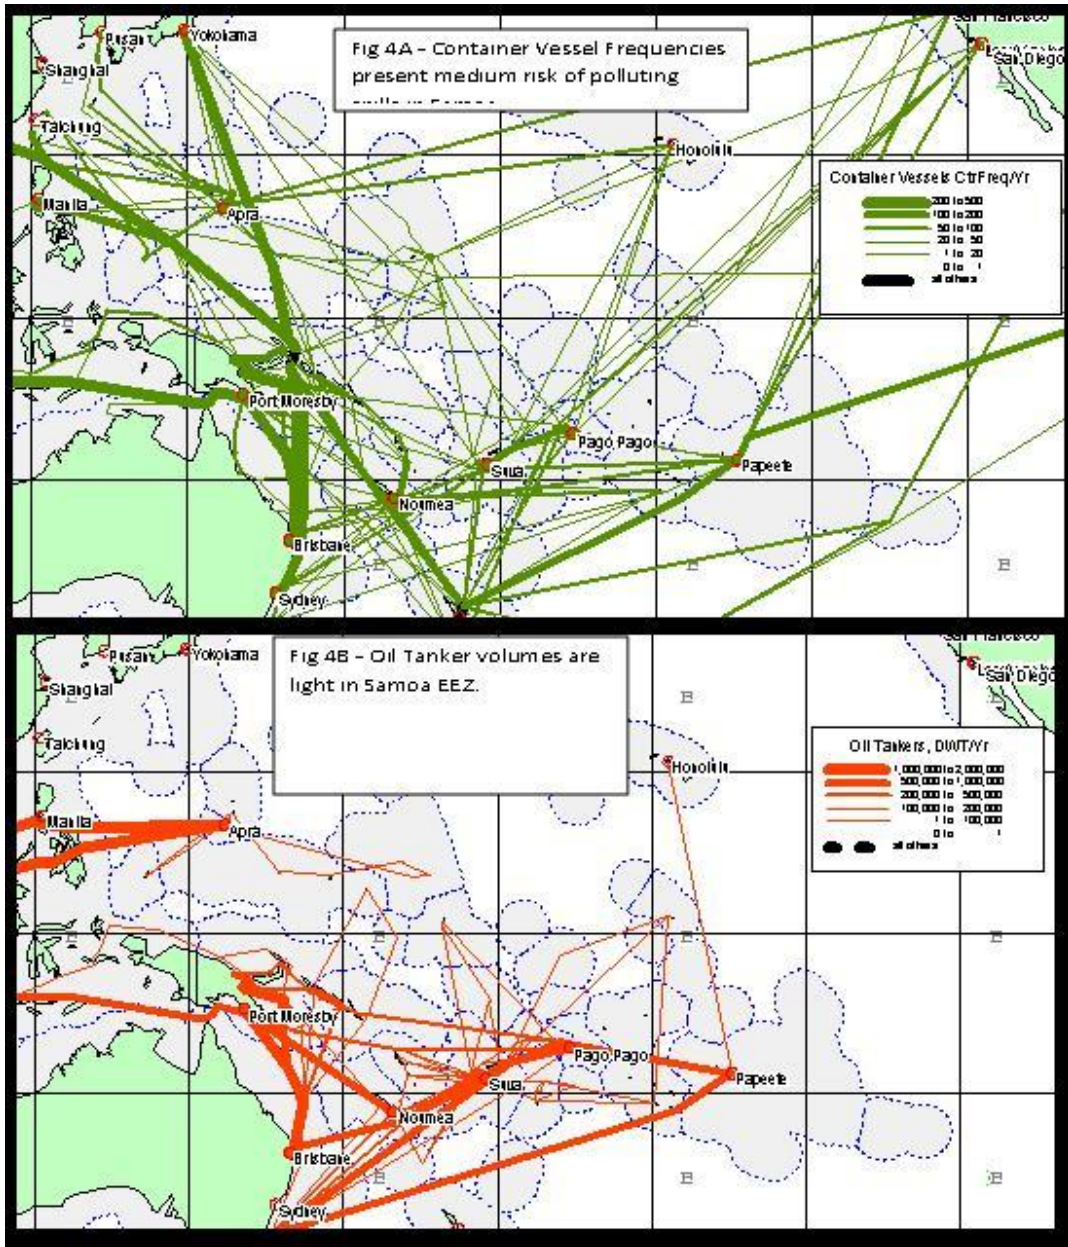 San Francisco
Pusan
Yokohama
Fig 4A – Container Vessel Frequencies
present medium risk of polluting
San Diego
Shanghai
Taichung
Honolulu
Container Vessels CtrFreq/Yr
200 to 500
100 to 200
50 to 100
20 to 50
1 to 20
0 to 1
all others
Manila
Apra
Port Moresby
Pago Pago
Suva
Papeete
Noumea
Brisbane
Sydney
Pusan
Yokohama
Fig 4B – Oil Tanker volumes are
light in Samoa EEZ.
San Diego
Shanghai
Taichung
Honolulu
Oil Tankers, DWT/Yr
1,000,000 to 2,000,000
500,000 to 1,000,000
200,000 to 500,000
100,000 to 200,000
1 to 100,000
0 to 1
all others
Manila
Apra
Port Moresby
Pago Pago
Suva
Papeete
Noumea
Brisbane
Sydney